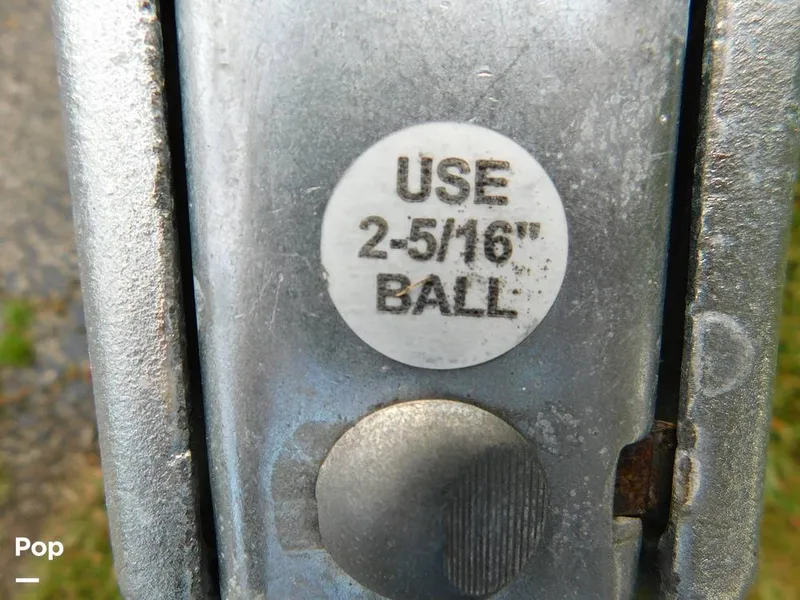 USE
2-5/16"
BALL
Pop